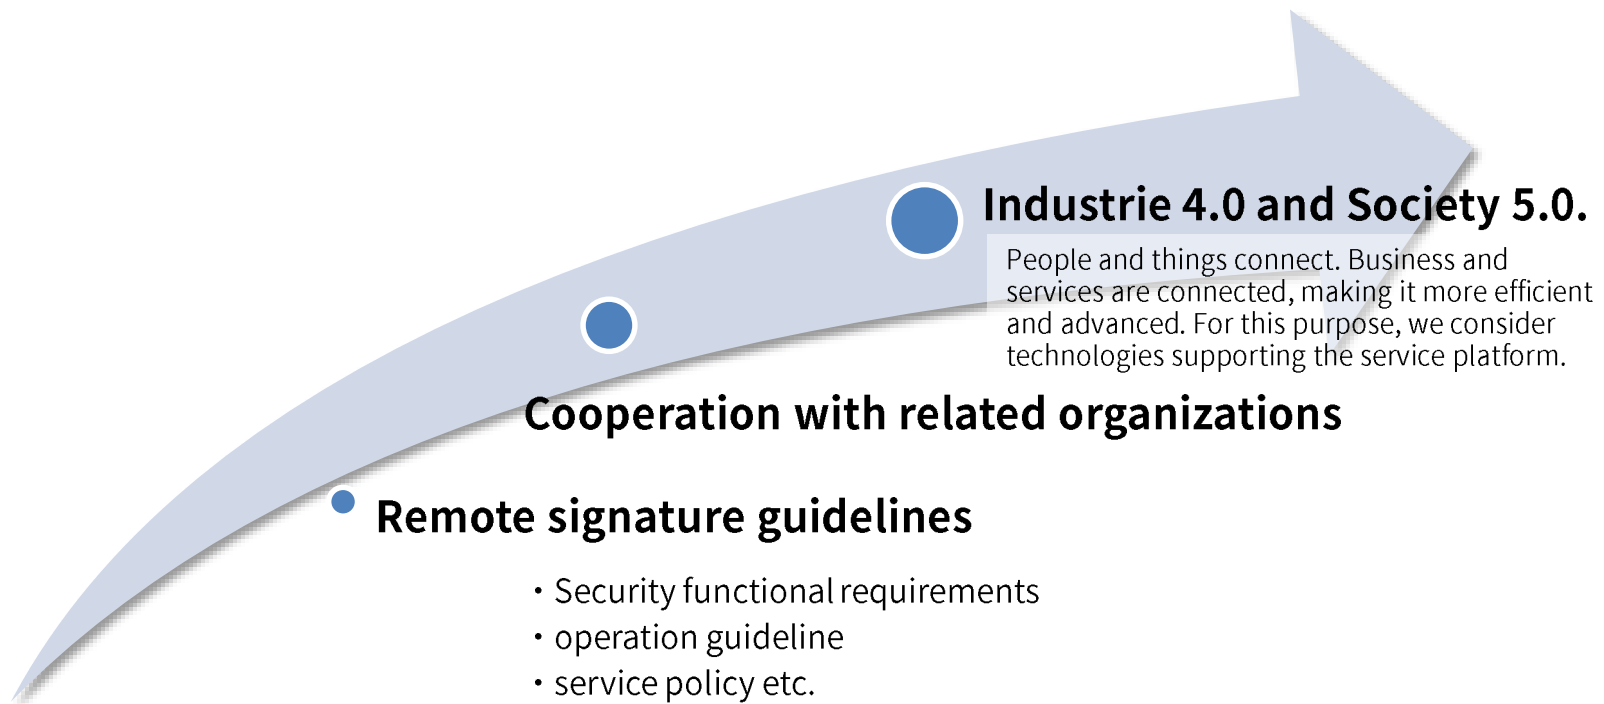 Industrie 4.0 and Society 5.0.
People and things connect. Business and
services are connected, making it more efficient
and advanced. For this purpose, we consider
technologies supporting the service platform.
Cooperation with related organizations
Remote signature guidelines
・Security functional requirements
・operation guideline
・service policy etc.